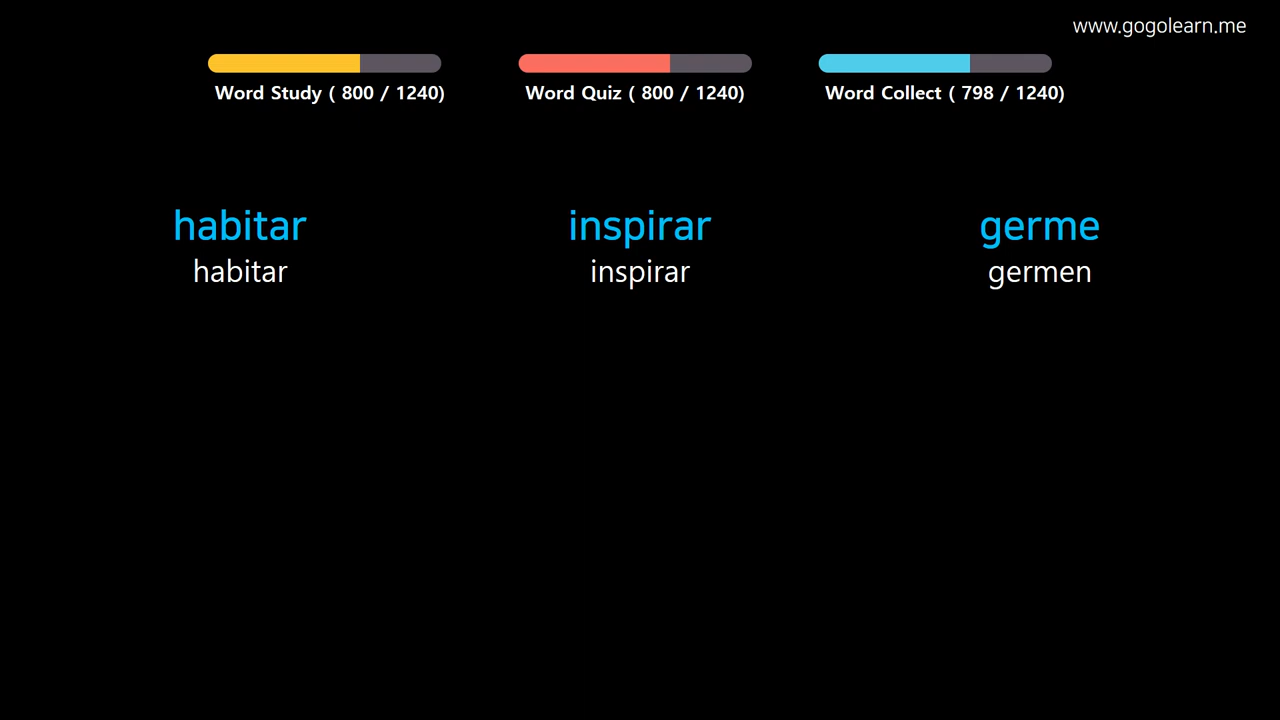 www.gogolearn.me
Word Study ( 800 / 1240)
Word Quiz ( 800 / 1240)
Word Collect ( 798 / 1240)
habitar
habitar
inspirar
inspirar
germe
germen